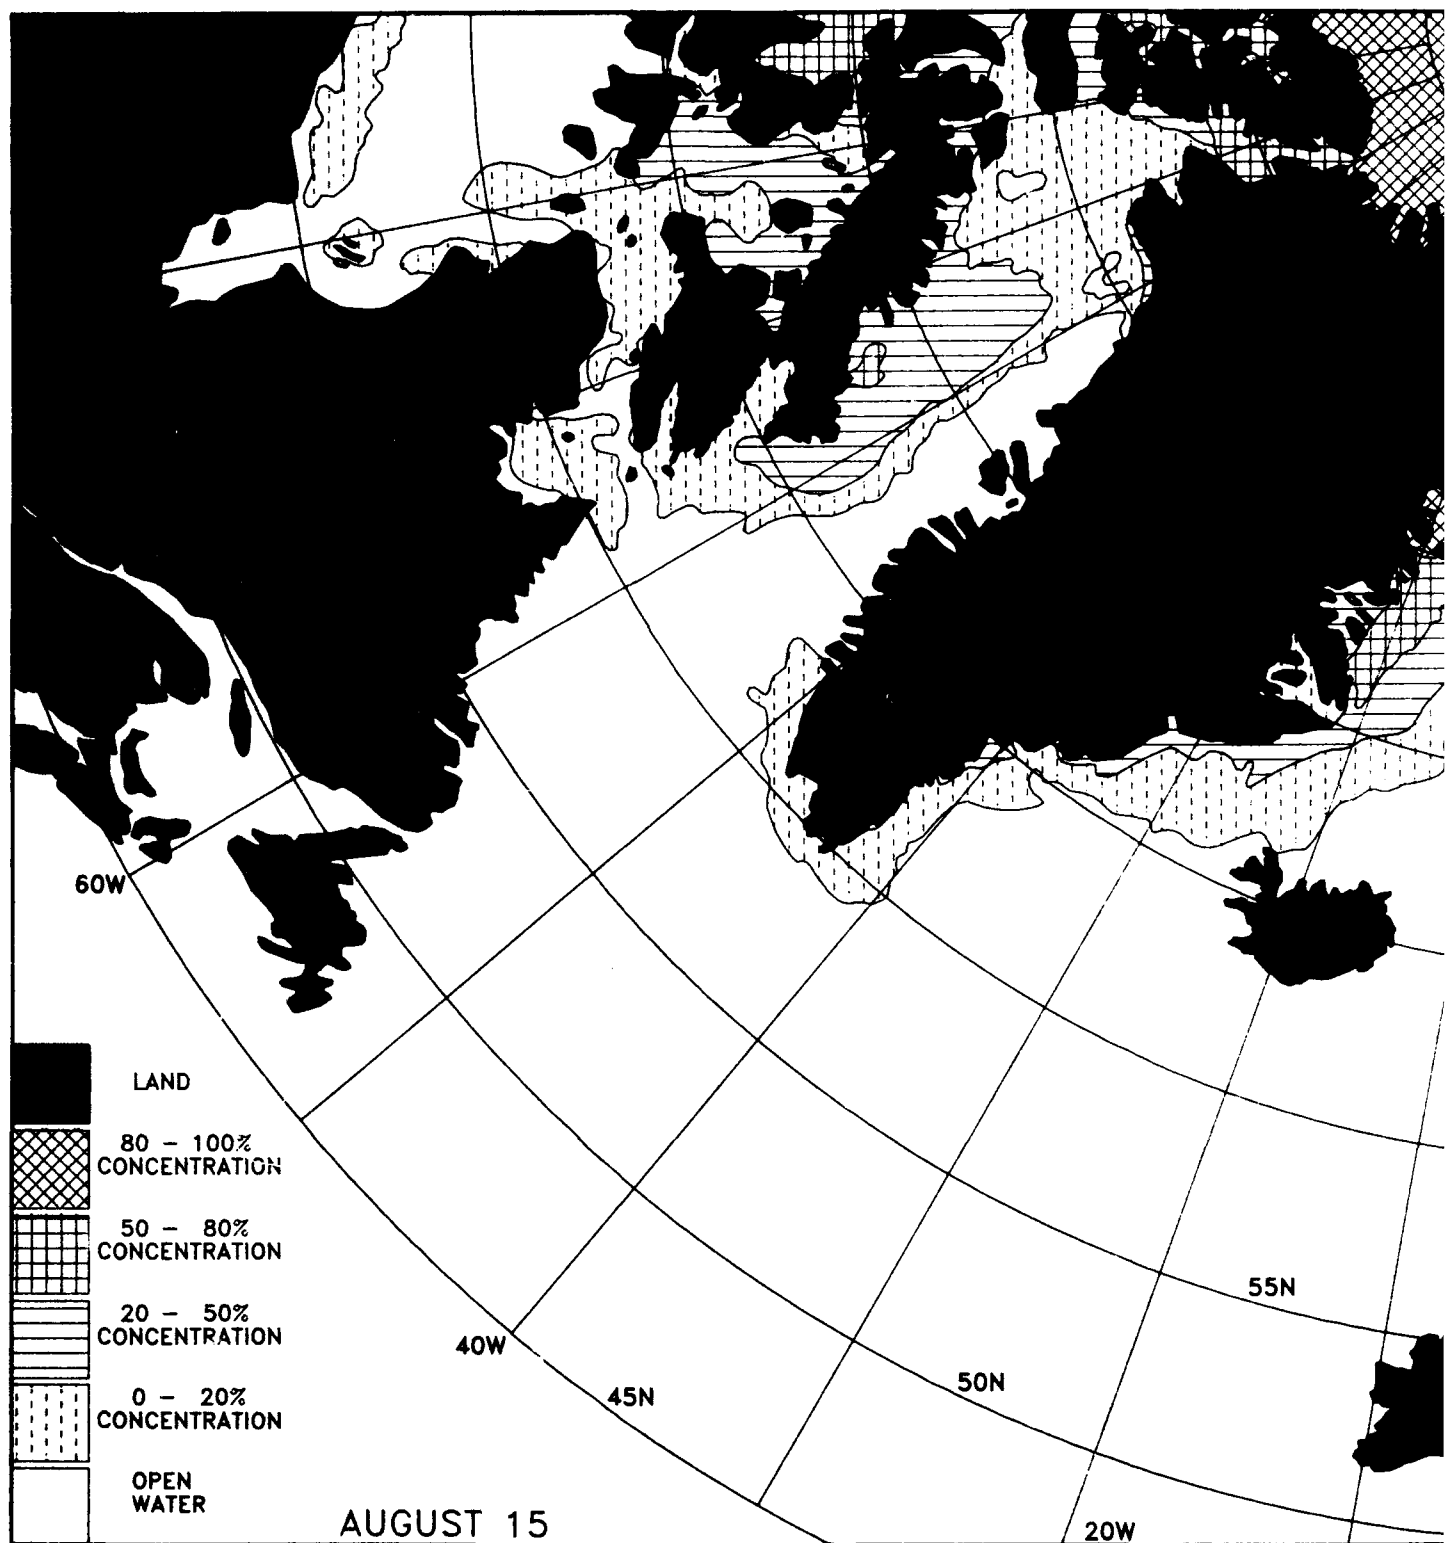 60W
LAND
80 - 100%
CONCENTRATION
50 - 80%
CONCENTRATION
20 - 50%
CONCENTRATION
0 - 20%
CONCENTRATION
OPEN
WATER
AUGUST 15
40W
45N
50N
55N
20W